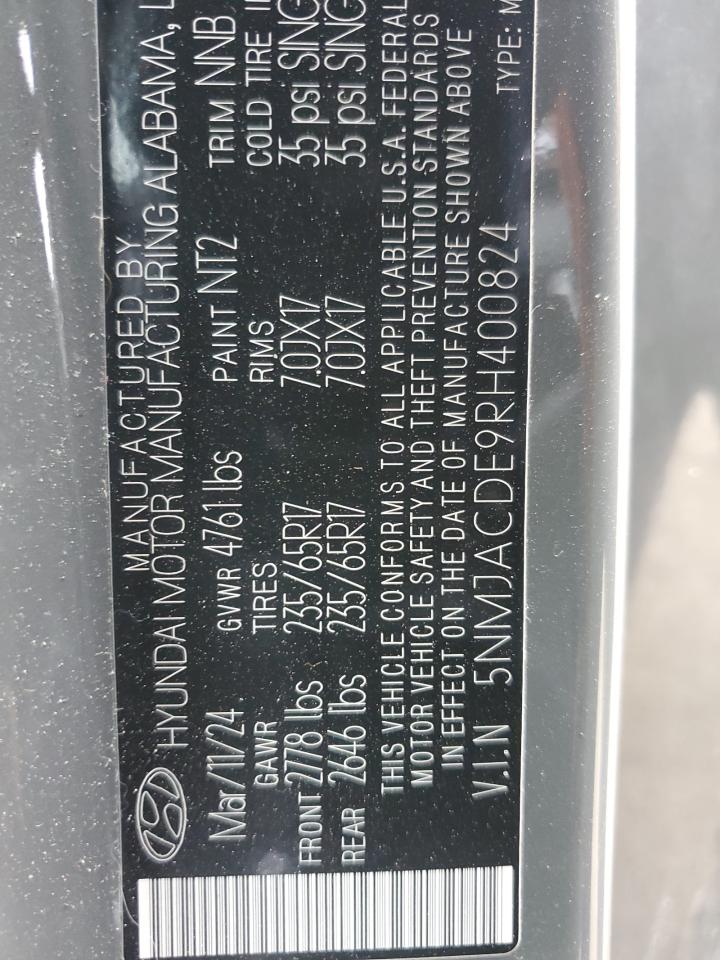 MANUFACTURED BY
HYUNDAI MOTOR MANUFACTURING ALABAMA, L
Mar/11/24 GVWR 4761 lbs PAINT NT2 TRIM NNB
GAWR TIRES RIMS COLD TIRE
FRONT 2778 lbs 235/65R17 7.0JX17 35 psi SING
REAR 2646 lbs 235/65R17 7.0JX17 35 psi SING
THIS VEHICLE CONFORMS TO ALL APPLICABLE U.S.A. FEDERAL
MOTOR VEHICLE SAFETY AND THEFT PREVENTION STANDARDS
IN EFFECT ON THE DATE OF MANUFACTURE SHOWN ABOVE
V.I.N 5NMJACDE9RH400824 TYPE: M